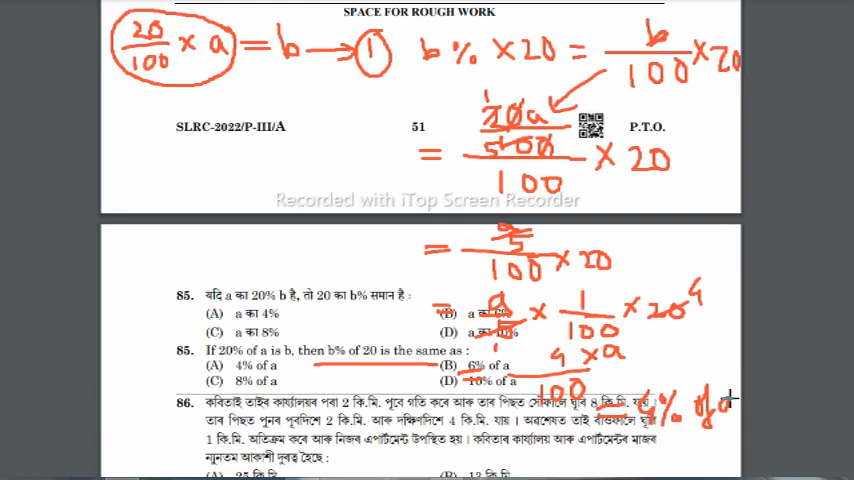 SPACE FOR ROUGH WORK
20/100 × a = b → 1 b% × 20 = b/100 × 20
SLRC-2022/P-III/A 51 P.T.O.
= 20a/100/100 × 20
Recorded with iTop Screen Recorder
= a/5/100 × 20
85. यदि a का 20% b है, तो 20 का b% समान है :
(A) a का 4% (B) a का 6%
= a/5 × 1/100 × 20 4
(C) a का 8% (D) a का 10%
85. If 20% of a is b, then b% of 20 is the same as :
(A) 4% of a (B) 6% of a
= 4 × a/100
(C) 8% of a (D) 10% of a
= 4% of a
86. কবিতাই তাইৰ কাৰ্যালয়ৰ পৰা 2 কি.মি. পূবে গতি কৰে আৰু তাৰ পিছত সোঁফালে ঘূৰি 8 কি.মি. যায়।
তাৰ পিছত পুনৰ পূবদিশে 2 কি.মি. আৰু দক্ষিণদিশে 4 কি.মি. যায়। অৱশেষত তাই বাওঁফালে ঘূৰি
1 কি.মি. অতিক্ৰম কৰে আৰু নিজৰ এপাৰ্টমেন্ট উপস্থিত হয়। কবিতাৰ কাৰ্যালয় আৰু এপাৰ্টমেন্টৰ মাজৰ
ন্যূনতম আকাশী দূৰত্ব হৈছে :
(A) 25 কি.মি. (B) 13 কি.মি.